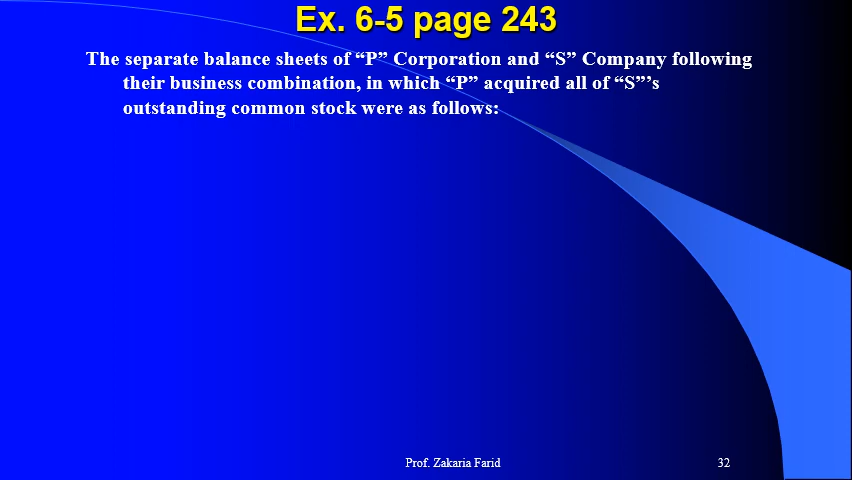 Ex. 6-5 page 243
The separate balance sheets of “P” Corporation and “S” Company following
their business combination, in which “P” acquired all of “S”’s
outstanding common stock were as follows:
Prof. Zakaria Farid
32